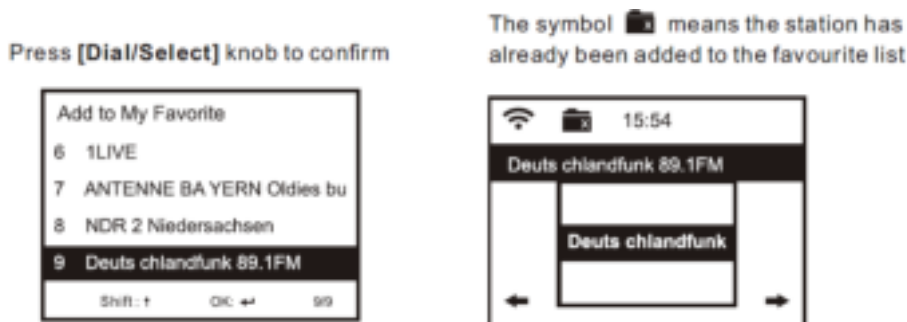 Press [Dial/Select] knob to confirm
Add to My Favorite
6 1LIVE
7 ANTENNE BA YERN Oldies bu
8 NDR 2 Niedersachsen
9 Deuts chlandfunk 89.1FM
Shift: ↑ OK: ↵ 9/9
The symbol means the station has
already been added to the favourite list
15:54
Deuts chlandfunk 89.1FM
Deuts chlandfunk